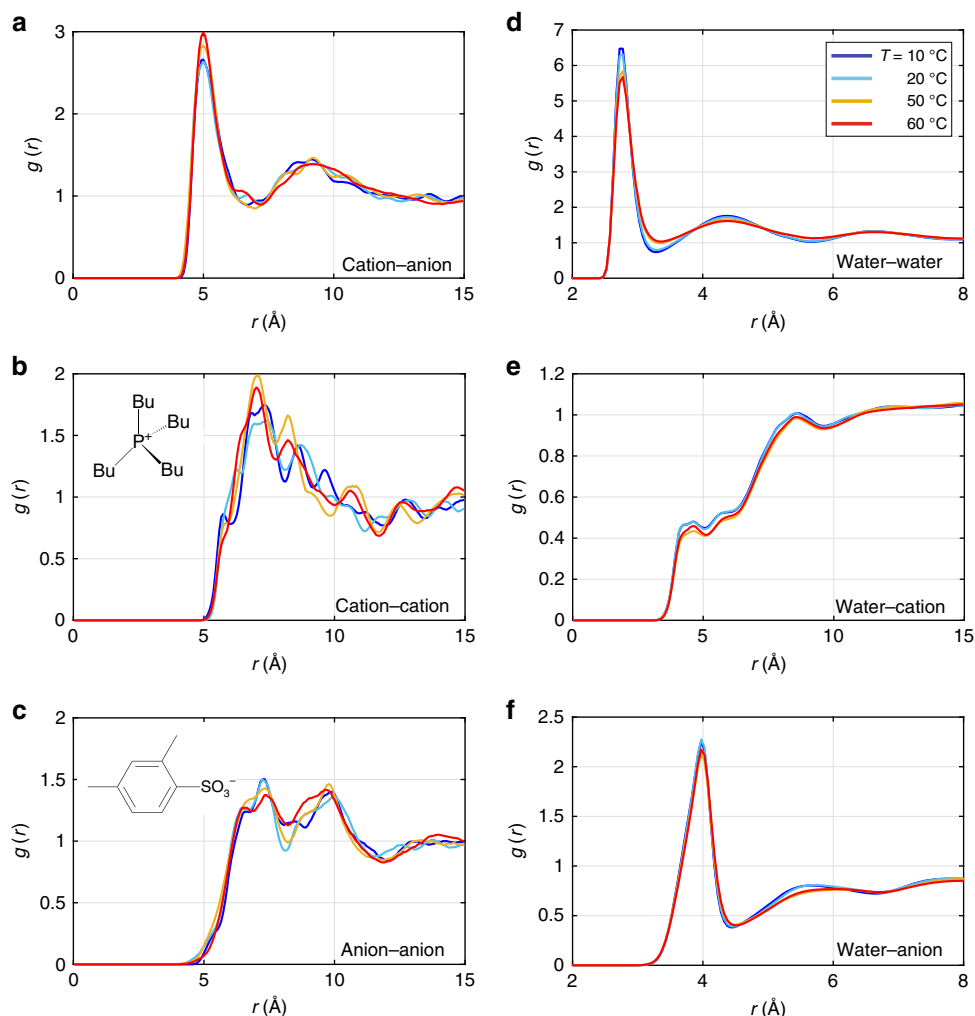 a
3
2
1
0
g (r)
0
5
10
15
r (Å)
Cation–anion
d
7
6
5
4
3
2
1
0
g (r)
2
4
6
8
r (Å)
T = 10 °C
20 °C
50 °C
60 °C
Water–water
b
2
1.5
1
0.5
0
g (r)
0
5
10
15
r (Å)
Bu
P+
Bu
Bu
Bu
Cation–cation
e
1.2
1.0
0.8
0.6
0.4
0.2
0
g (r)
0
5
10
15
r (Å)
Water–cation
c
2
1.5
1
0.5
0
g (r)
0
5
10
15
r (Å)
SO3−
Anion–anion
f
2.5
2
1.5
1
0.5
0
g (r)
2
4
6
8
r (Å)
Water–anion